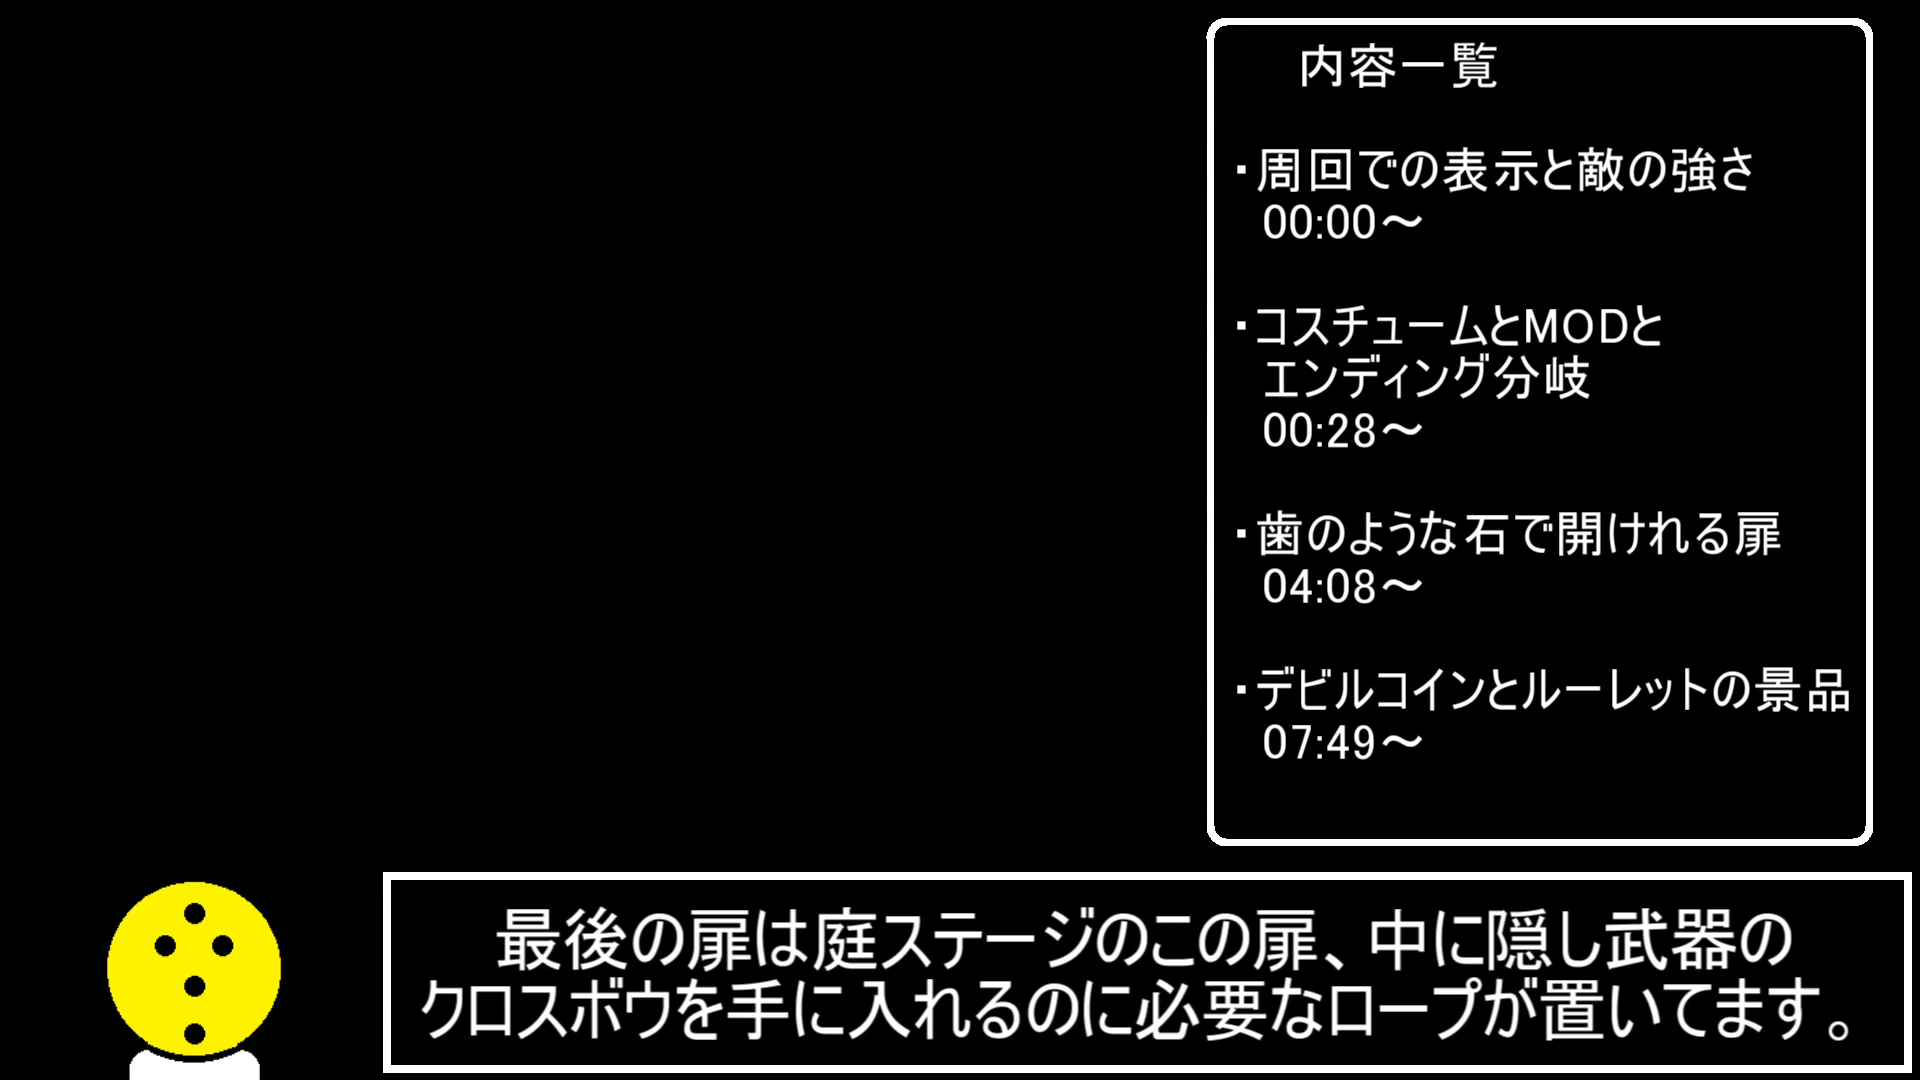 内容一覧
・周回での表示と敵の強さ
00:00～
・コスチュームとMODと
エンディング分岐
00:28～
・歯のような石で開けれる扉
04:08～
・デビルコインとルーレットの景品
07:49～
最後の扉は庭ステージのこの扉、中に隠し武器の
クロスボウを手に入れるのに必要なロープが置いてます。